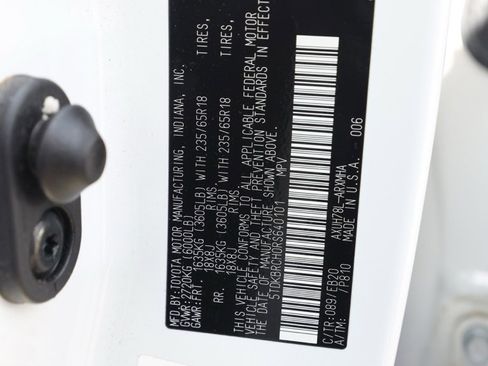 MFD.BY:TOYOTA MOTOR MANUFACTURING, INDIANA, INC.
GVWR:2720KG (6000LB)
GAWR:FRT. 1635KG (3605LB) WITH 235/65R18 TIRES,
18X8J RIMS,
RR. 1635KG (3605LB) WITH 235/65R18 TIRES,
18X8J RIMS,
THIS VEHICLE CONFORMS TO ALL APPLICABLE FEDERAL MOTOR
VEHICLE SAFETY AND THEFT PREVENTION STANDARDS IN EFFECT
ON THE DATE OF MANUFACTURE SHOWN ABOVE.
MPV
006
C/TR:089/EB20 AXUH78L-ARXMHA
A/TM: /P810 MADE IN U.S.A.